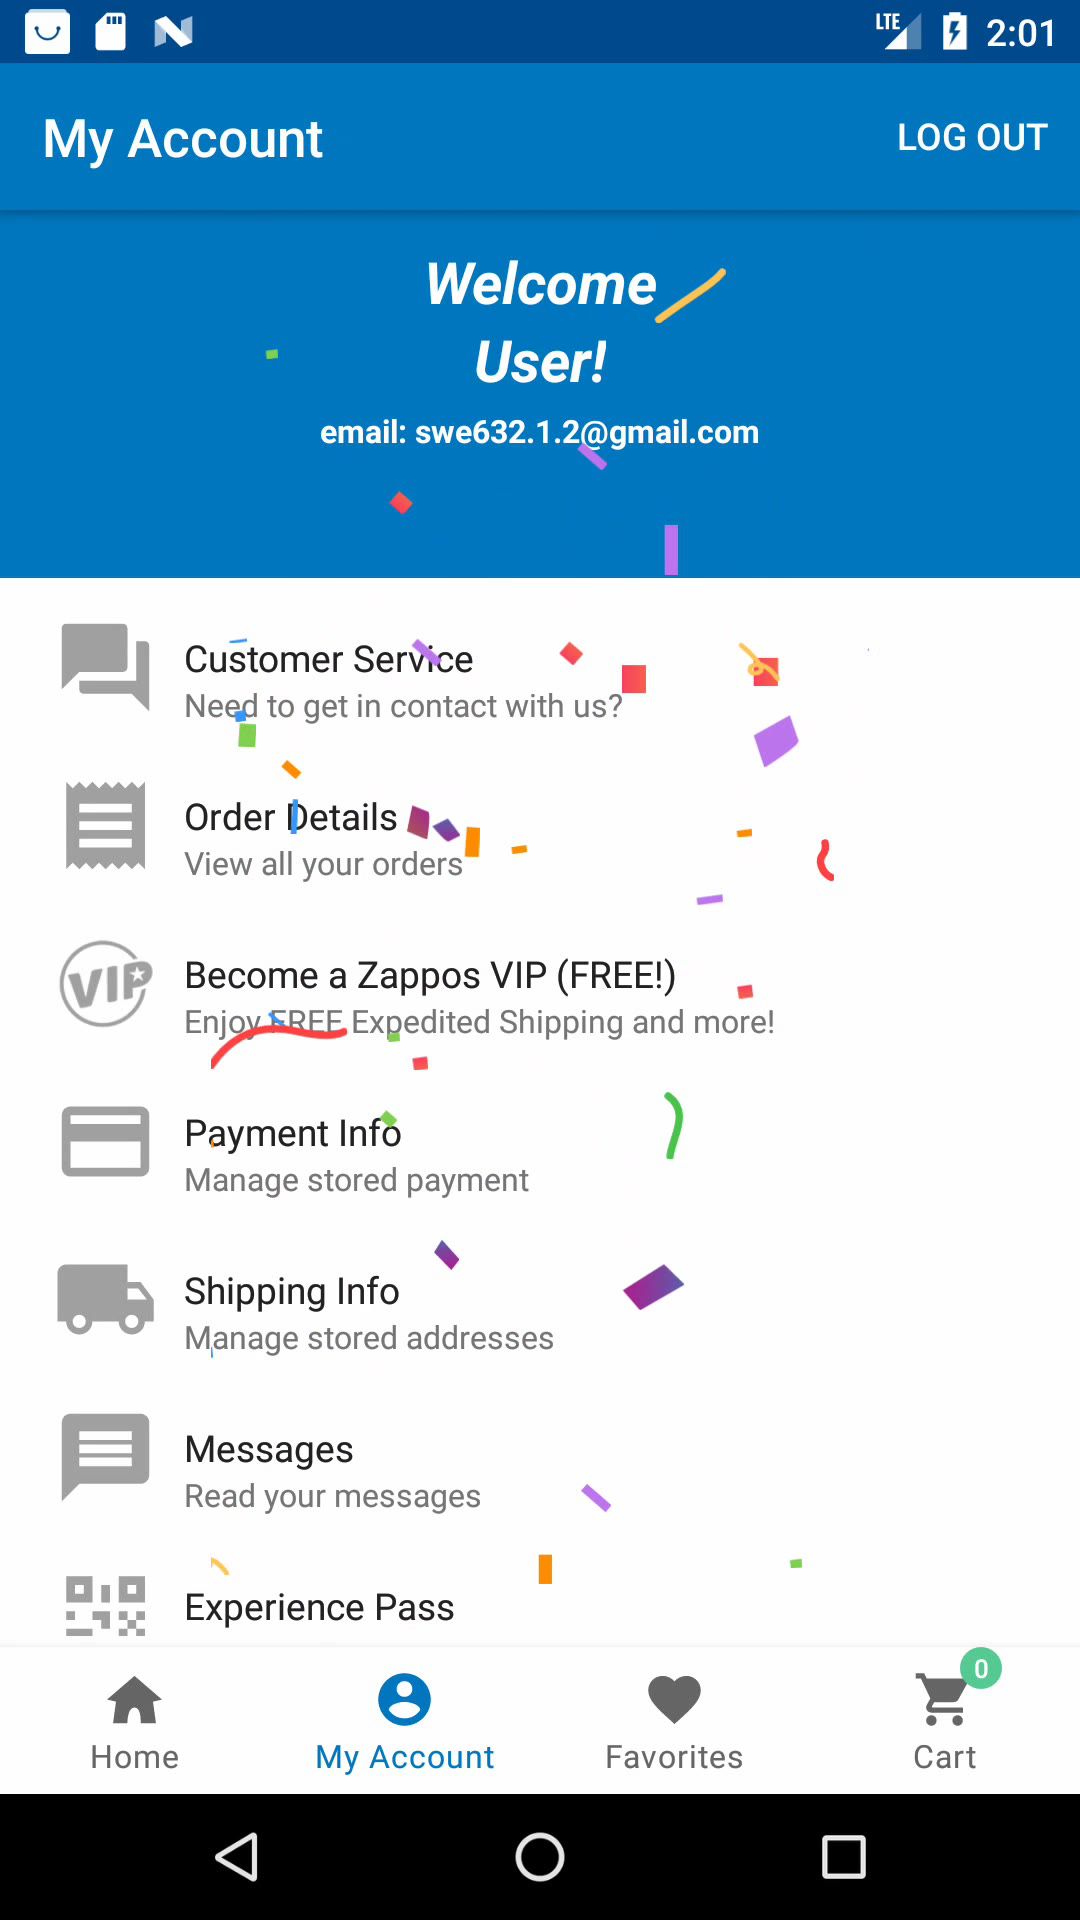 LTE 2:01
My Account LOG OUT
Welcome
User!
email: swe632.1.2@gmail.com
Customer Service
Need to get in contact with us?
Order Details
View all your orders
VIP
Become a Zappos VIP (FREE!)
Enjoy FREE Expedited Shipping and more!
Payment Info
Manage stored payment
Shipping Info
Manage stored addresses
Messages
Read your messages
Experience Pass
0
Home My Account Favorites Cart